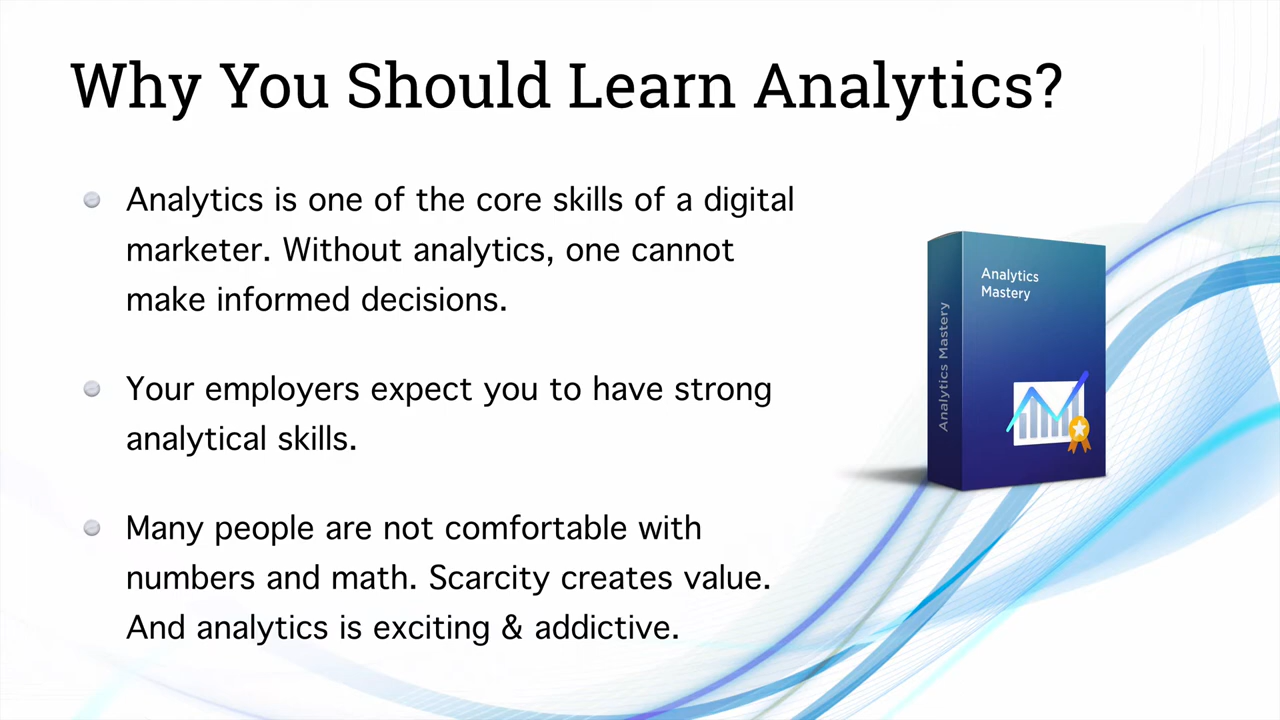 Why You Should Learn Analytics?
Analytics is one of the core skills of a digital
marketer. Without analytics, one cannot
make informed decisions.
Your employers expect you to have strong
analytical skills.
Many people are not comfortable with
numbers and math. Scarcity creates value.
And analytics is exciting & addictive.
Analytics
Mastery
Analytics Mastery